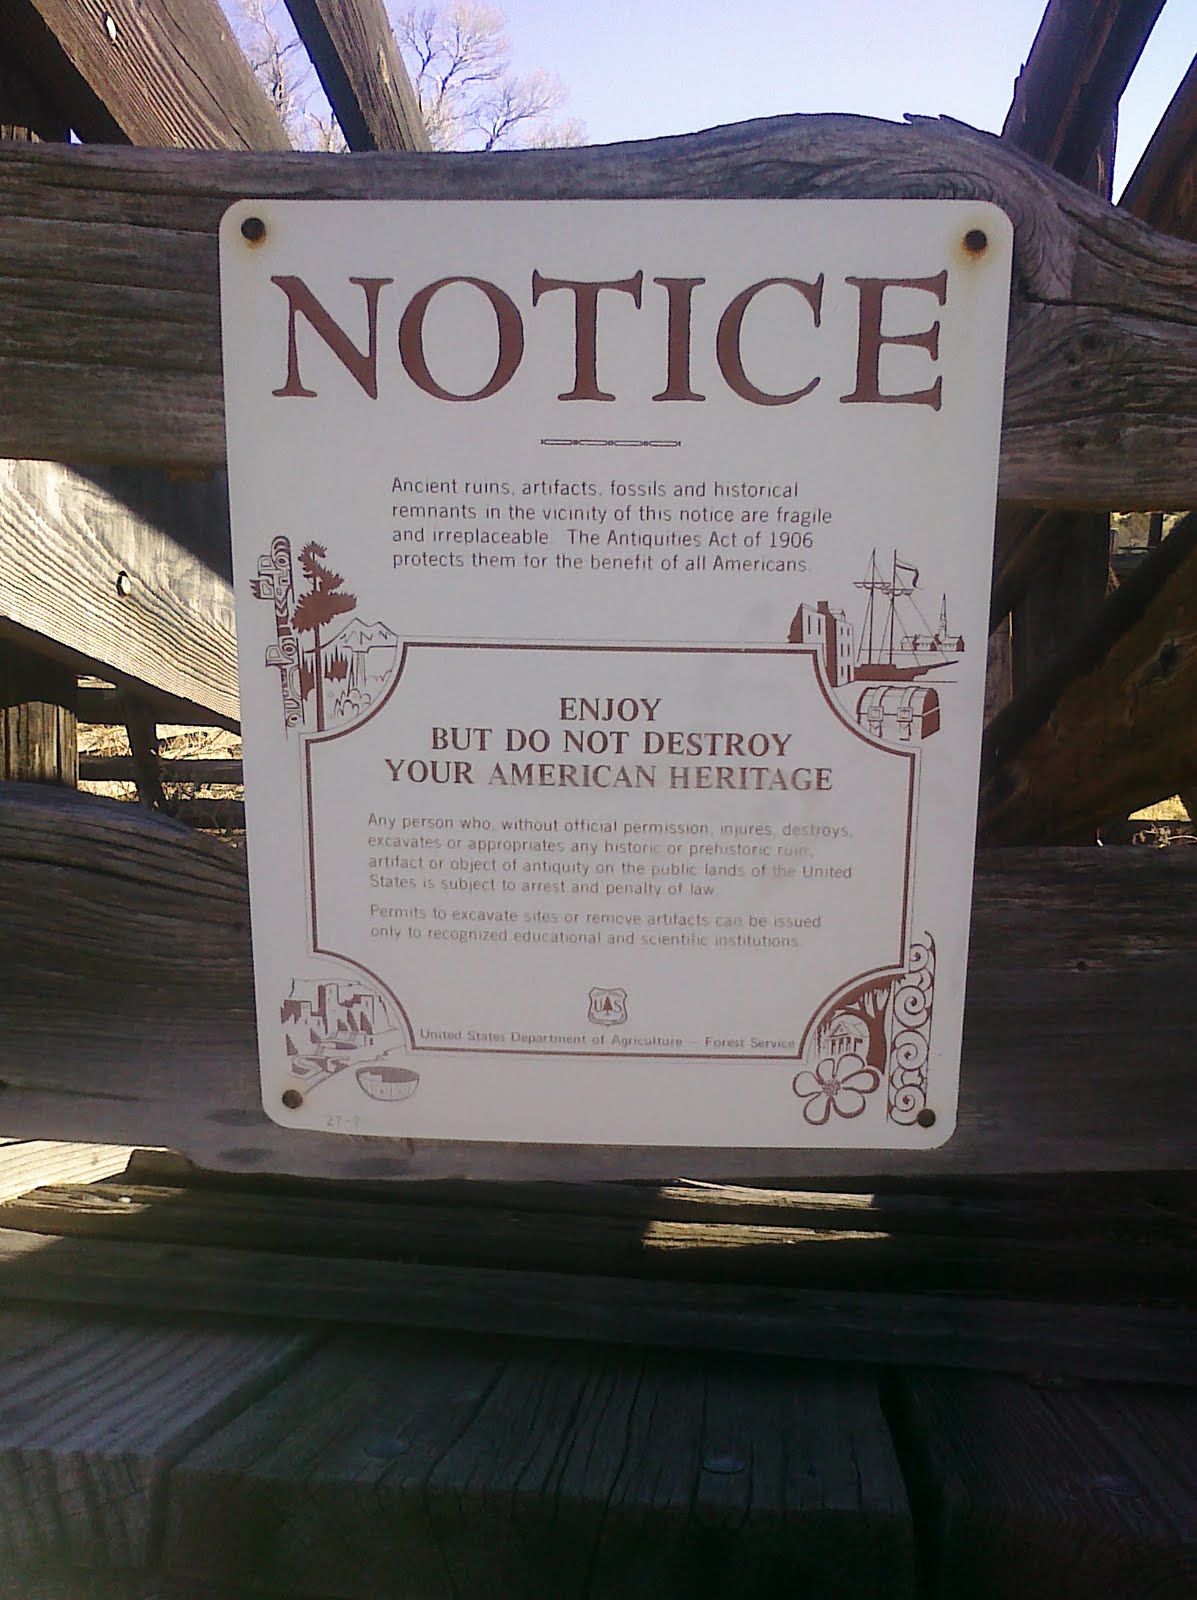 NOTICE
Ancient ruins, artifacts, fossils and historical
remnants in the vicinity of this notice are fragile
and irreplaceable. The Antiquities Act of 1906
protects them for the benefit of all Americans.
ENJOY
BUT DO NOT DESTROY
YOUR AMERICAN HERITAGE
Any person who, without official permission, injures, destroys,
excavates or appropriates any historic or prehistoric ruin,
artifact or object of antiquity on the public lands of the United
States is subject to arrest and penalty of law.
Permits to excavate sites or remove artifacts can be issued
only to recognized educational and scientific institutions.
U S
United States Department of Agriculture - Forest Service